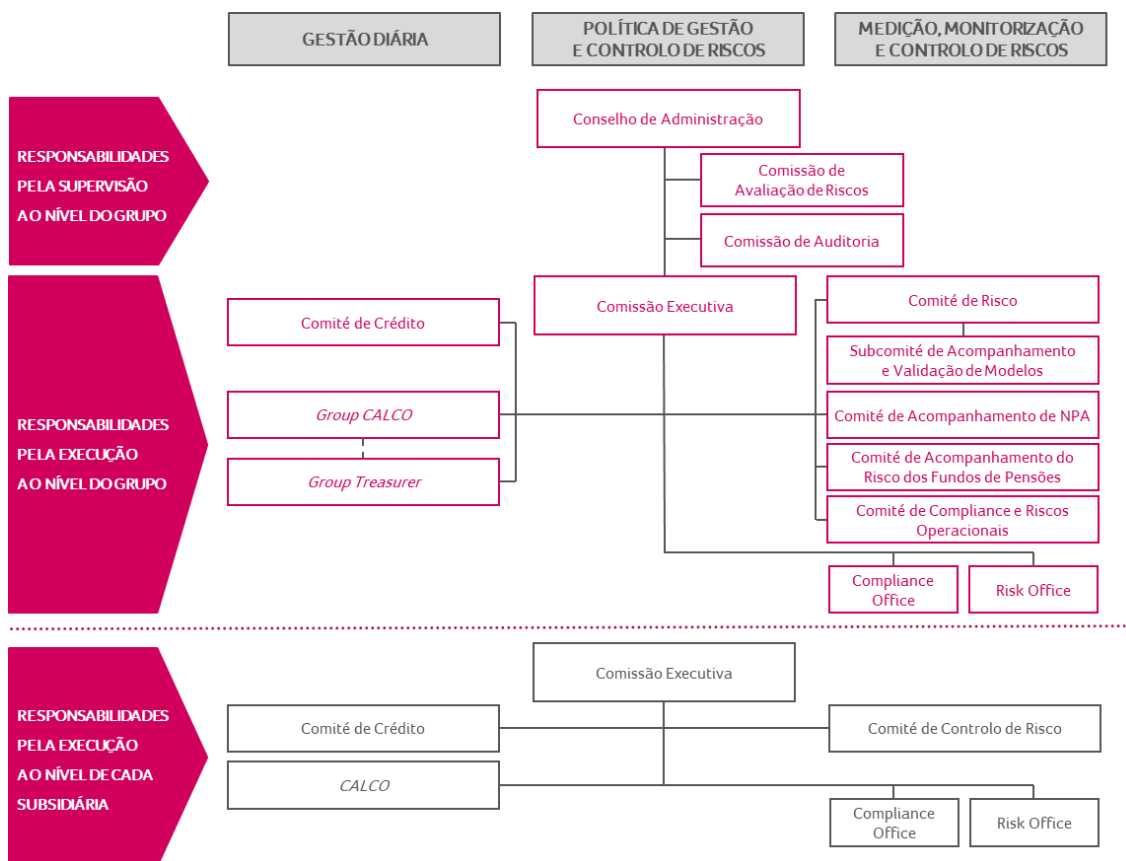 GESTÃO DIÁRIA
POLÍTICA DE GESTÃO
E CONTROLO DE RISCOS
MEDIÇÃO, MONITORIZAÇÃO
E CONTROLO DE RISCOS
RESPONSABILIDADES
PELA SUPERVISÃO
AO NÍVEL DO GRUPO
Conselho de Administração
Comissão de
Avaliação de Riscos
Comissão de Auditoria
RESPONSABILIDADES
PELA EXECUÇÃO
AO NÍVEL DO GRUPO
Comité de Crédito
Group CALCO
Group Treasurer
Comissão Executiva
Comité de Risco
Subcomité de Acompanhamento
e Validação de Modelos
Comité de Acompanhamento de NPA
Comité de Acompanhamento do
Risco dos Fundos de Pensões
Comité de Compliance e Riscos
Operacionais
Compliance
Office
Risk Office
RESPONSABILIDADES
PELA EXECUÇÃO
AO NÍVEL DE CADA
SUBSIDIÁRIA
Comissão Executiva
Comité de Crédito
Comité de Controlo de Risco
CALCO
Compliance
Office
Risk Office